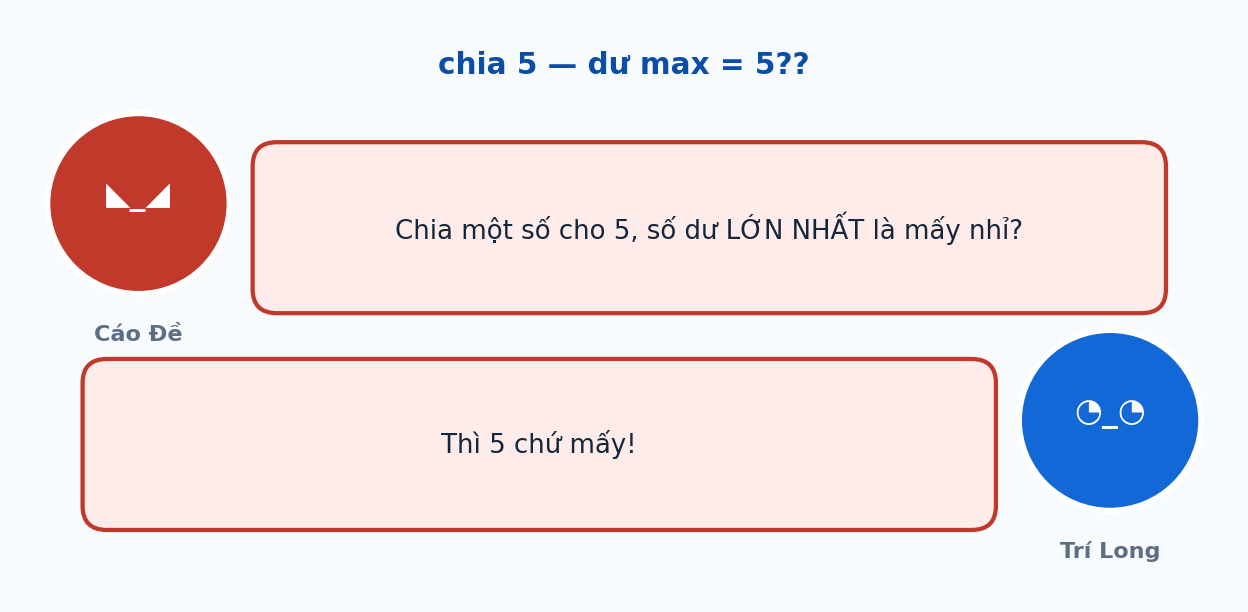 chia 5 — dư max = 5??
Chia một số cho 5, số dư LỚN NHẤT là mấy nhỉ?
Cáo Đề
Thì 5 chứ mấy!
Trí Long